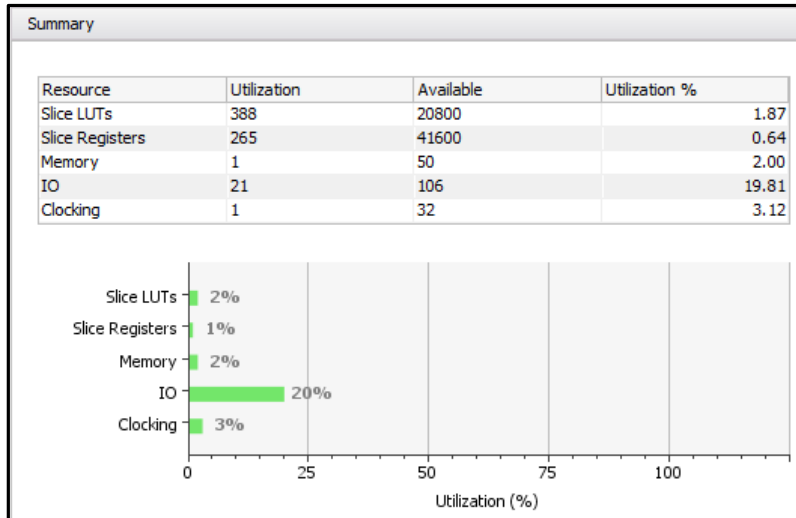 Summary
Resource Utilization Available Utilization %
Slice LUTs 388 20800 1.87
Slice Registers 265 41600 0.64
Memory 1 50 2.00
IO 21 106 19.81
Clocking 1 32 3.12
Slice LUTs 2%
Slice Registers 1%
Memory 2%
IO 20%
Clocking 3%
0 25 50 75 100
Utilization (%)